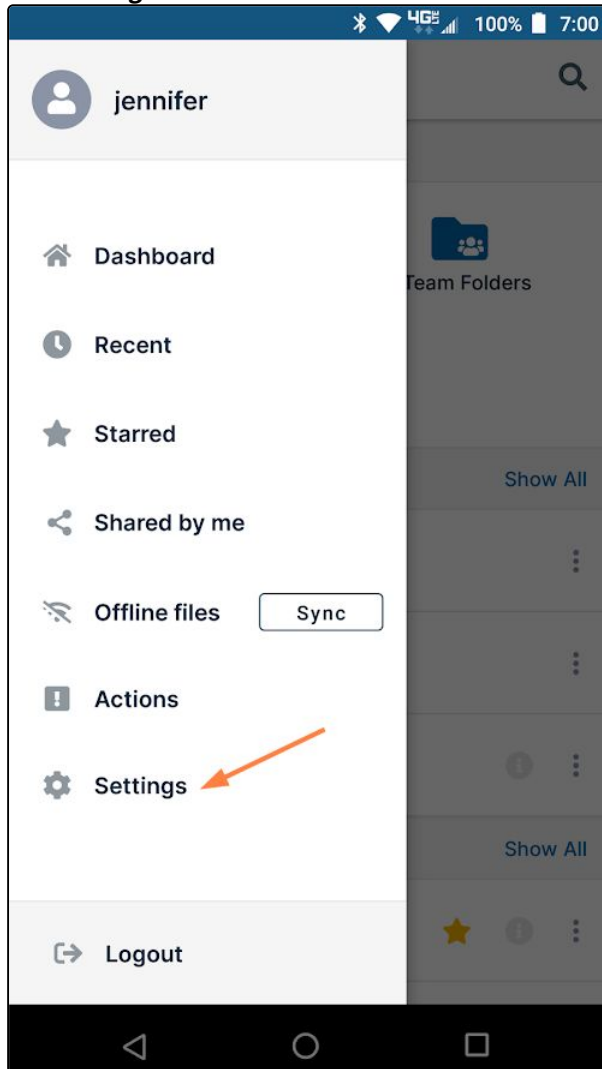 4GE 100% 7:00
jennifer
Dashboard
Team Folders
Recent
Starred
Show All
Shared by me
Offline files Sync
Actions
Settings
Show All
Logout